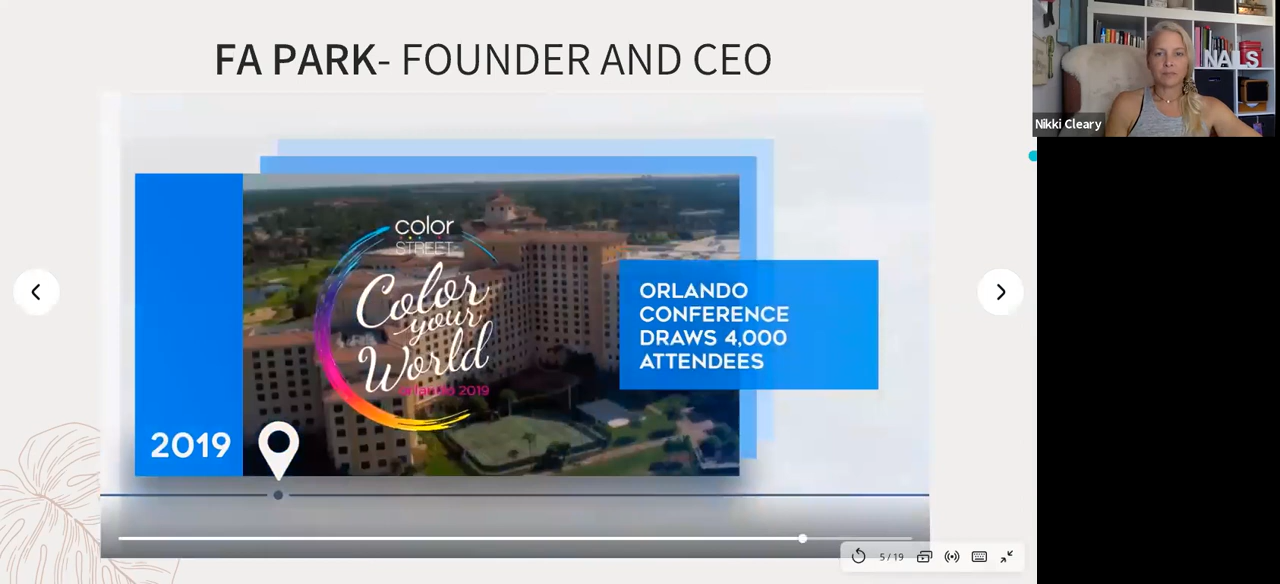 FA PARK- FOUNDER AND CEO
NALS
Nikki Cleary
color
STREET
Color
your
World
orlando 2019
ORLANDO
CONFERENCE
DRAWS 4,000
ATTENDEES
2019
5 / 19